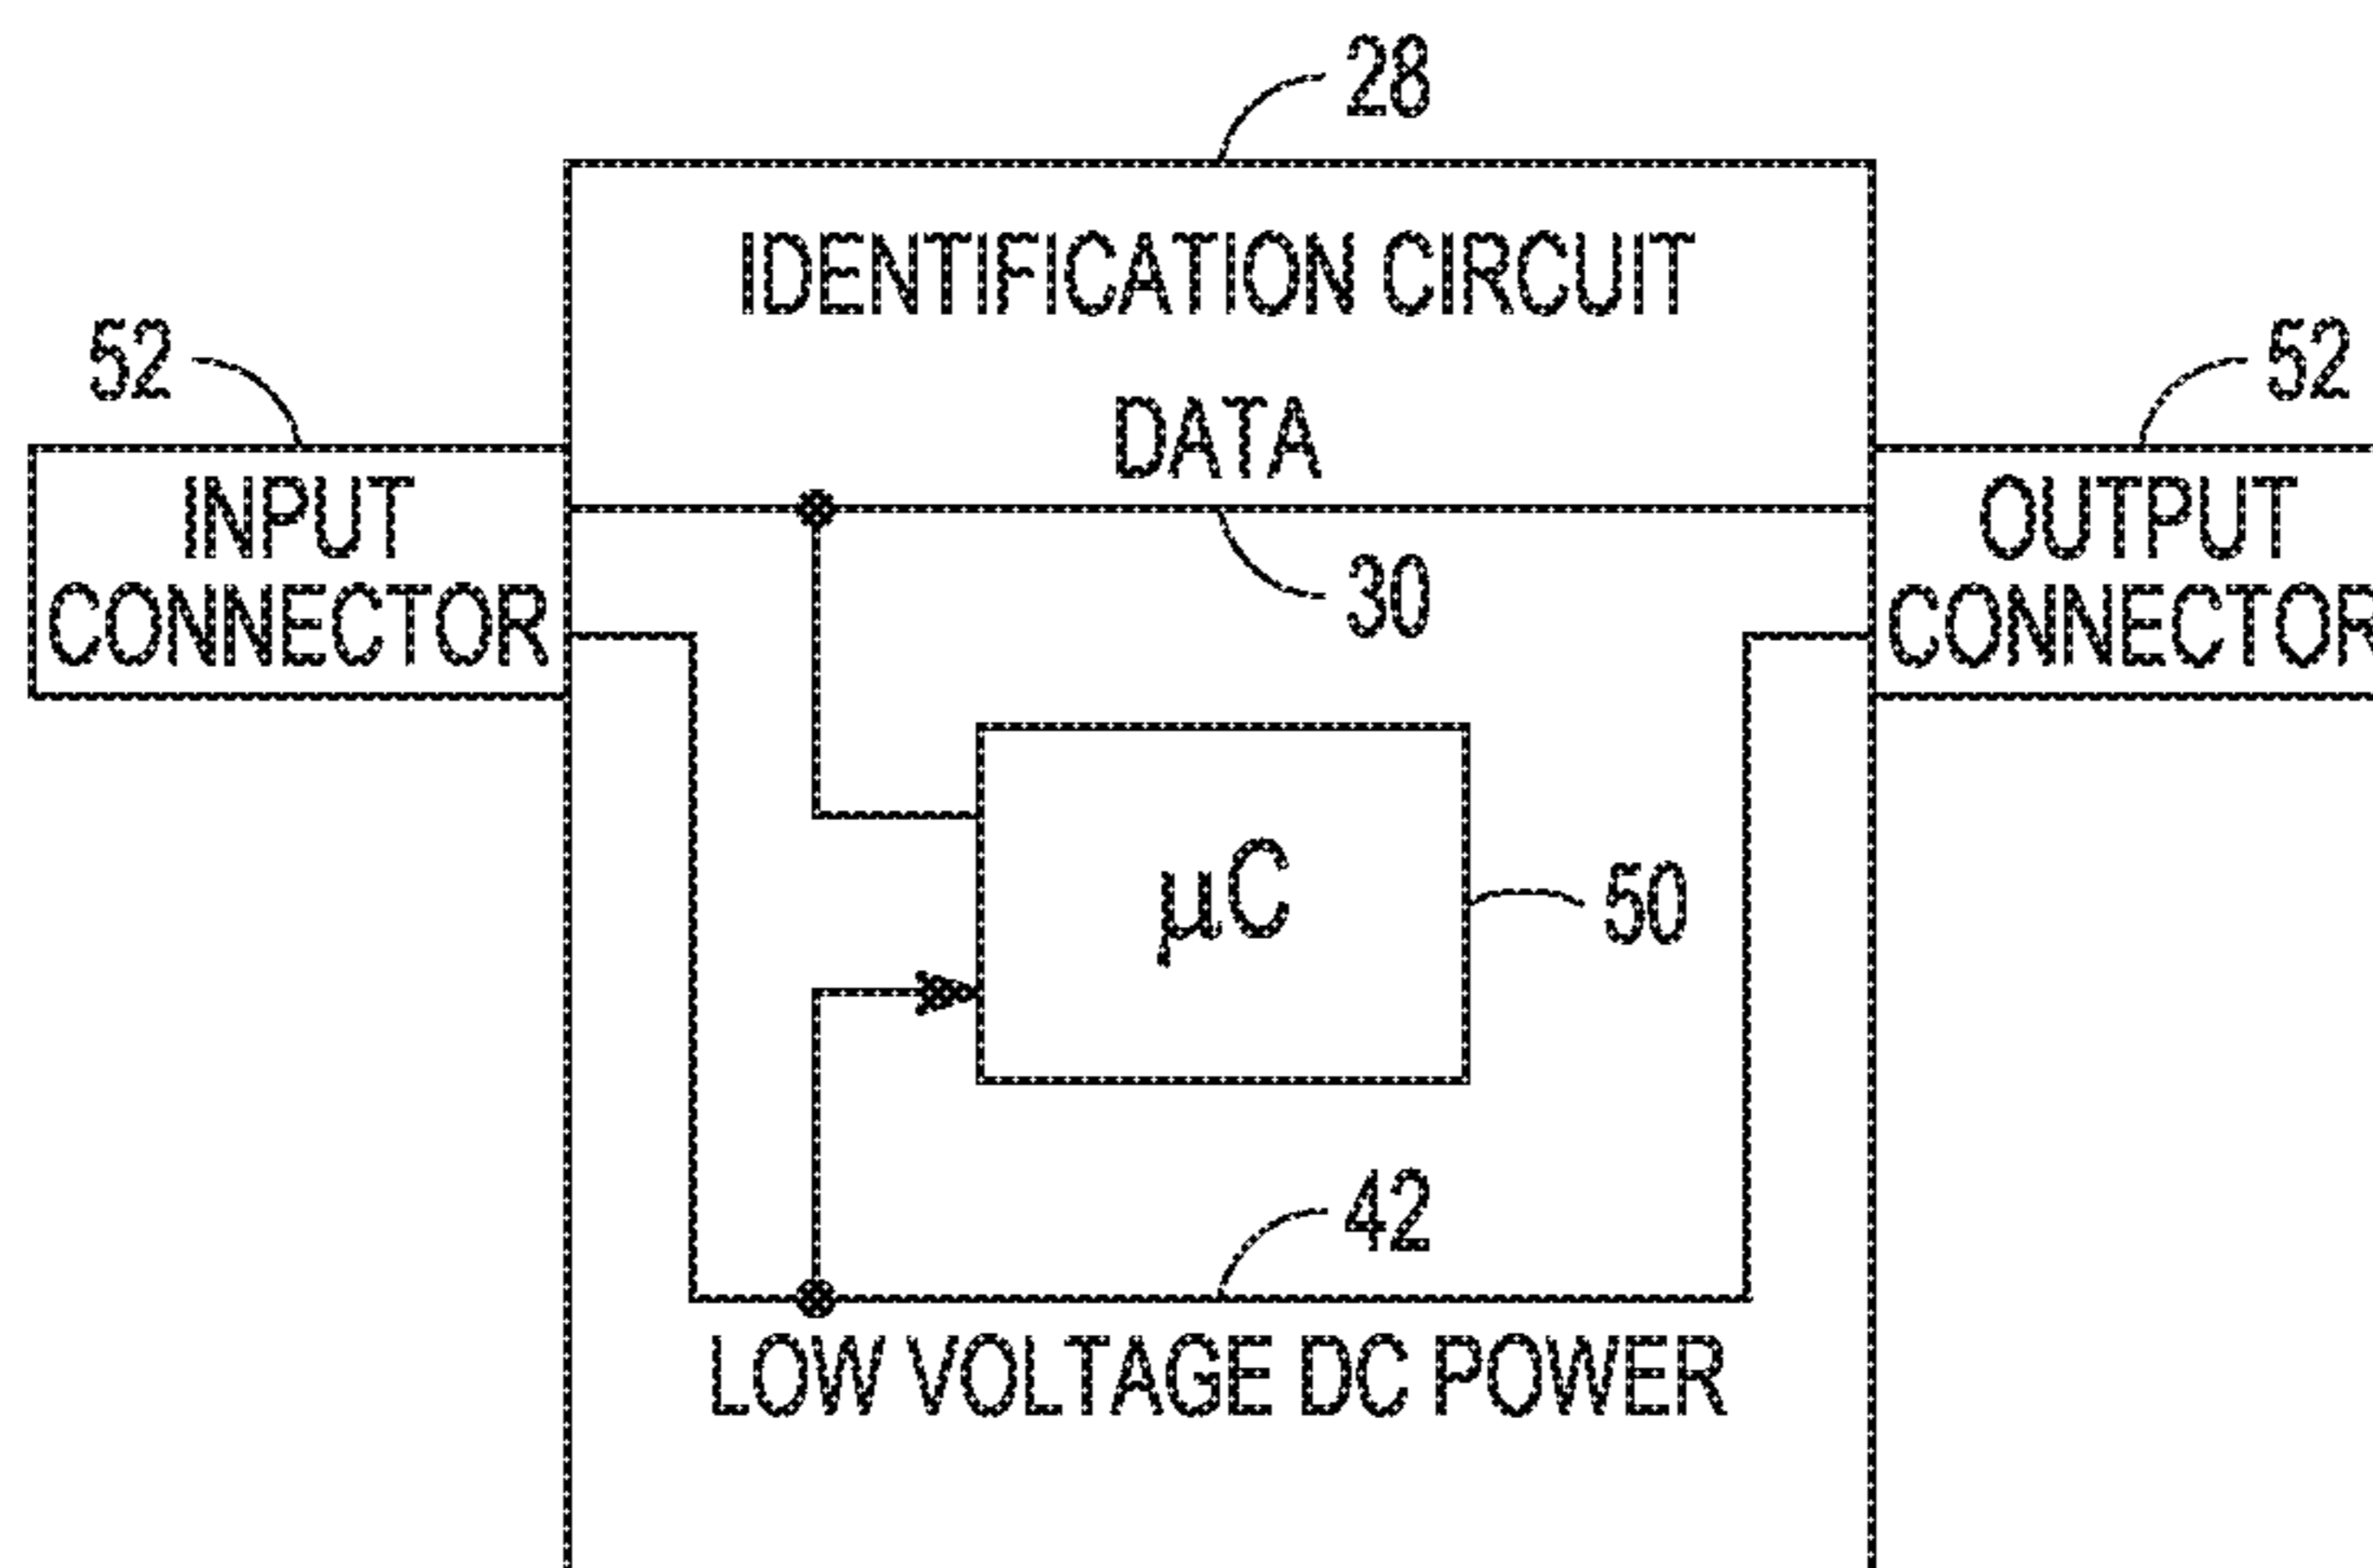 28
IDENTIFICATION CIRCUIT
52
52
DATA
INPUT
CONNECTOR
OUTPUT
CONNECTOR
30
µC
50
42
LOW VOLTAGE DC POWER